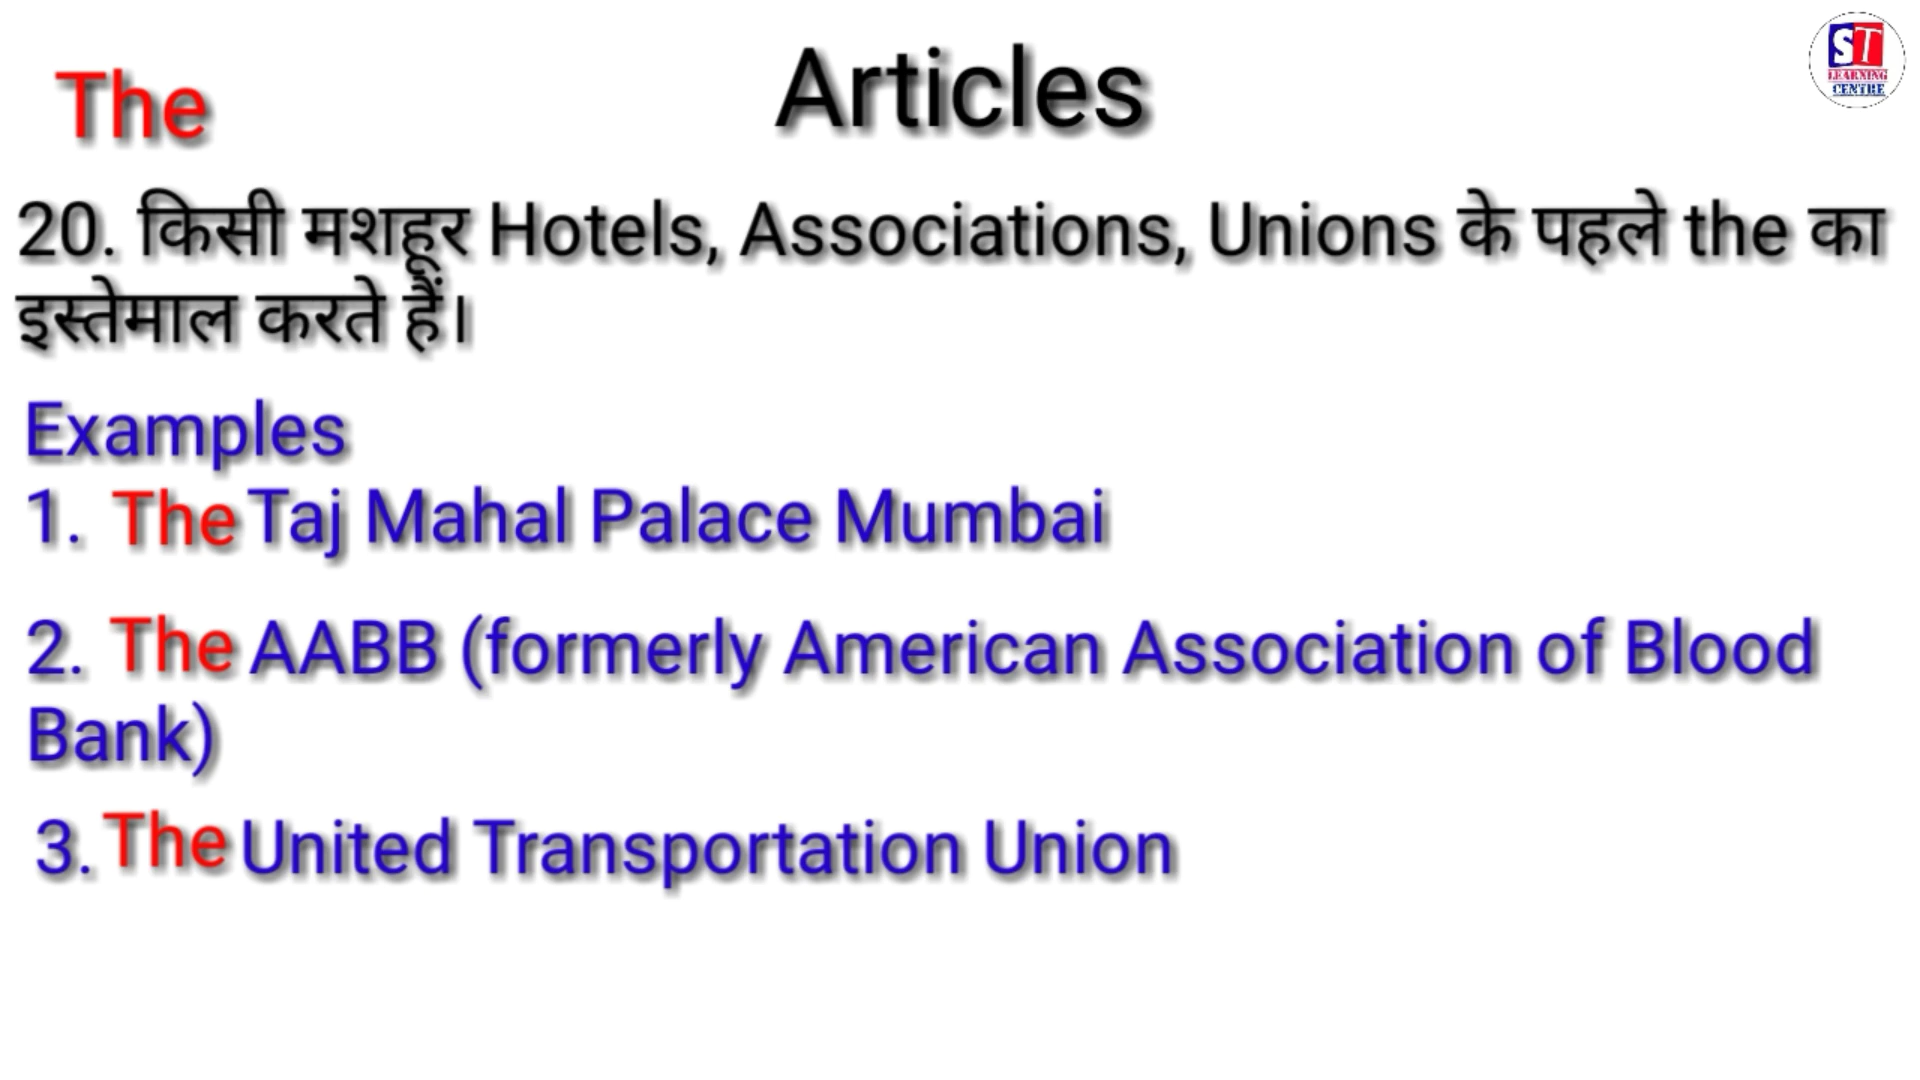 The
Articles
ST
LEARNING
CENTRE
20. किसी मशहूर Hotels, Associations, Unions के पहले the का
इस्तेमाल करते हैं।
Examples
1. The Taj Mahal Palace Mumbai
2. The AABB (formerly American Association of Blood
Bank)
3. The United Transportation Union